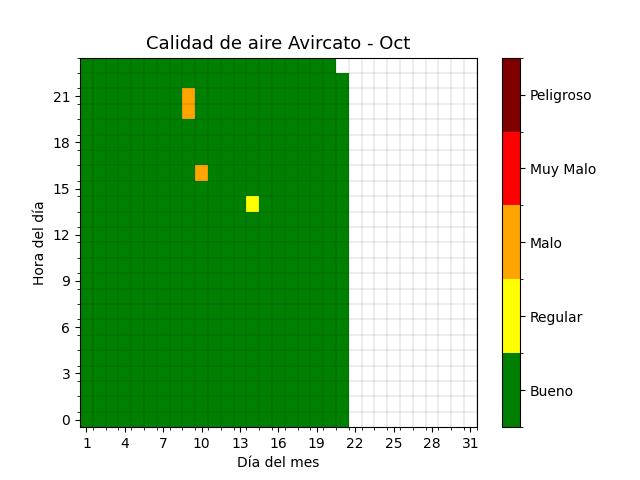 Calidad de aire Avircato - Oct
Hora del día
21
18
15
12
9
6
3
0
1 4 7 10 13 16 19 22 25 28 31
Día del mes
Peligroso
Muy Malo
Malo
Regular
Bueno